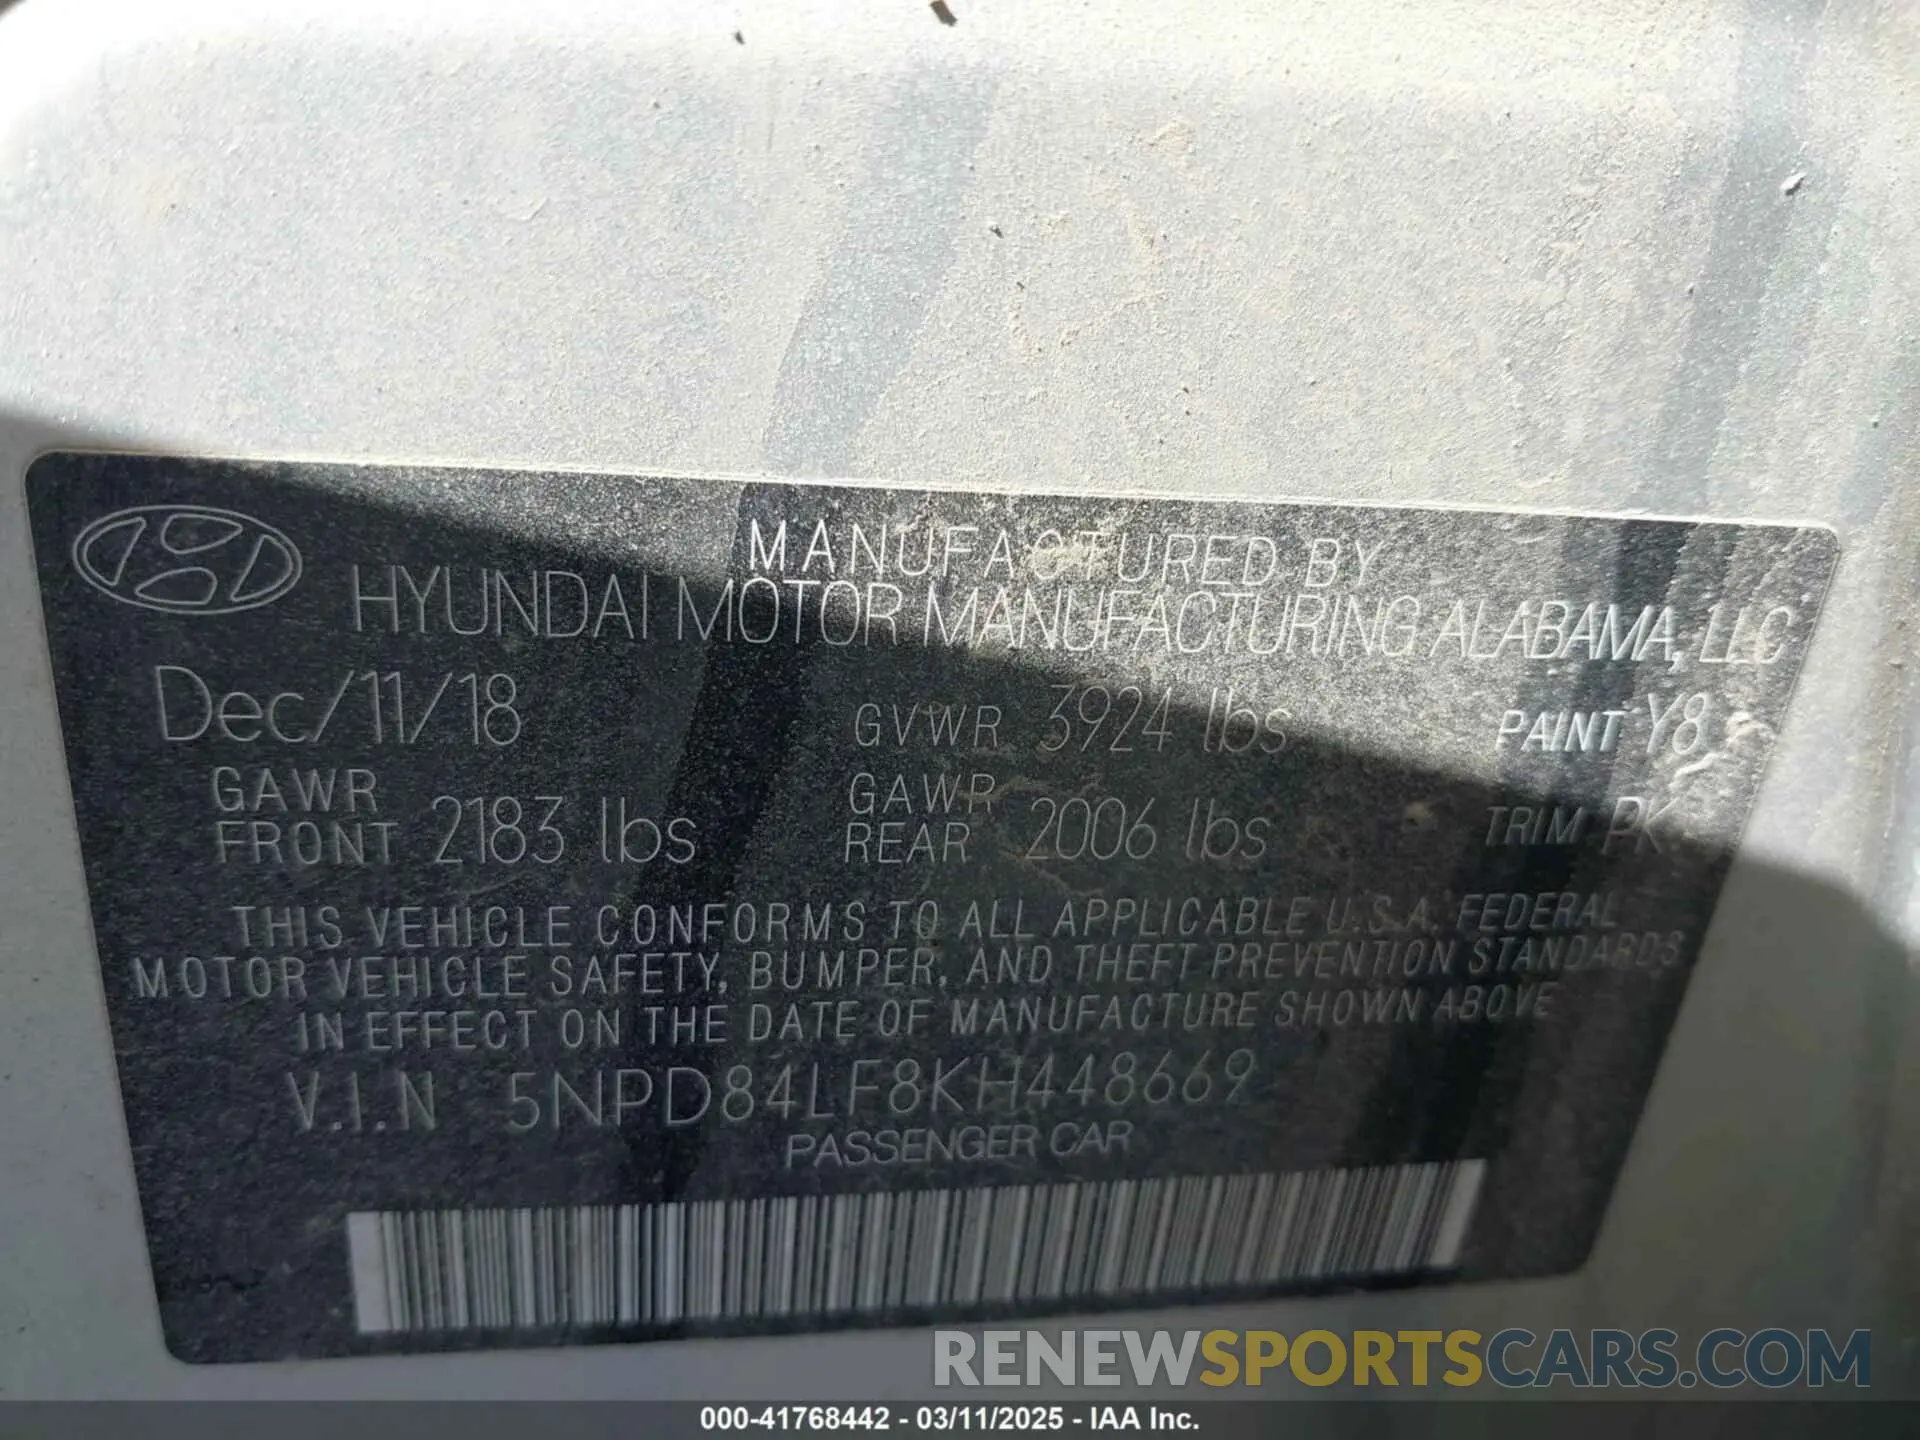 MANUFACTURED BY
HYUNDAI MOTOR MANUFACTURING ALABAMA, LLC
Dec/11/18 GVWR 3924 lbs PAINT Y8
GAWR FRONT 2183 lbs GAWR REAR 2006 lbs TRIM PK
THIS VEHICLE CONFORMS TO ALL APPLICABLE U.S.A. FEDERAL
MOTOR VEHICLE SAFETY, BUMPER, AND THEFT PREVENTION STANDARDS
IN EFFECT ON THE DATE OF MANUFACTURE SHOWN ABOVE
V.I.N 5NPD84LF8KH448669
PASSENGER CAR
RENEWSPORTSCARS.COM
000-41768442 - 03/11/2025 - IAA Inc.